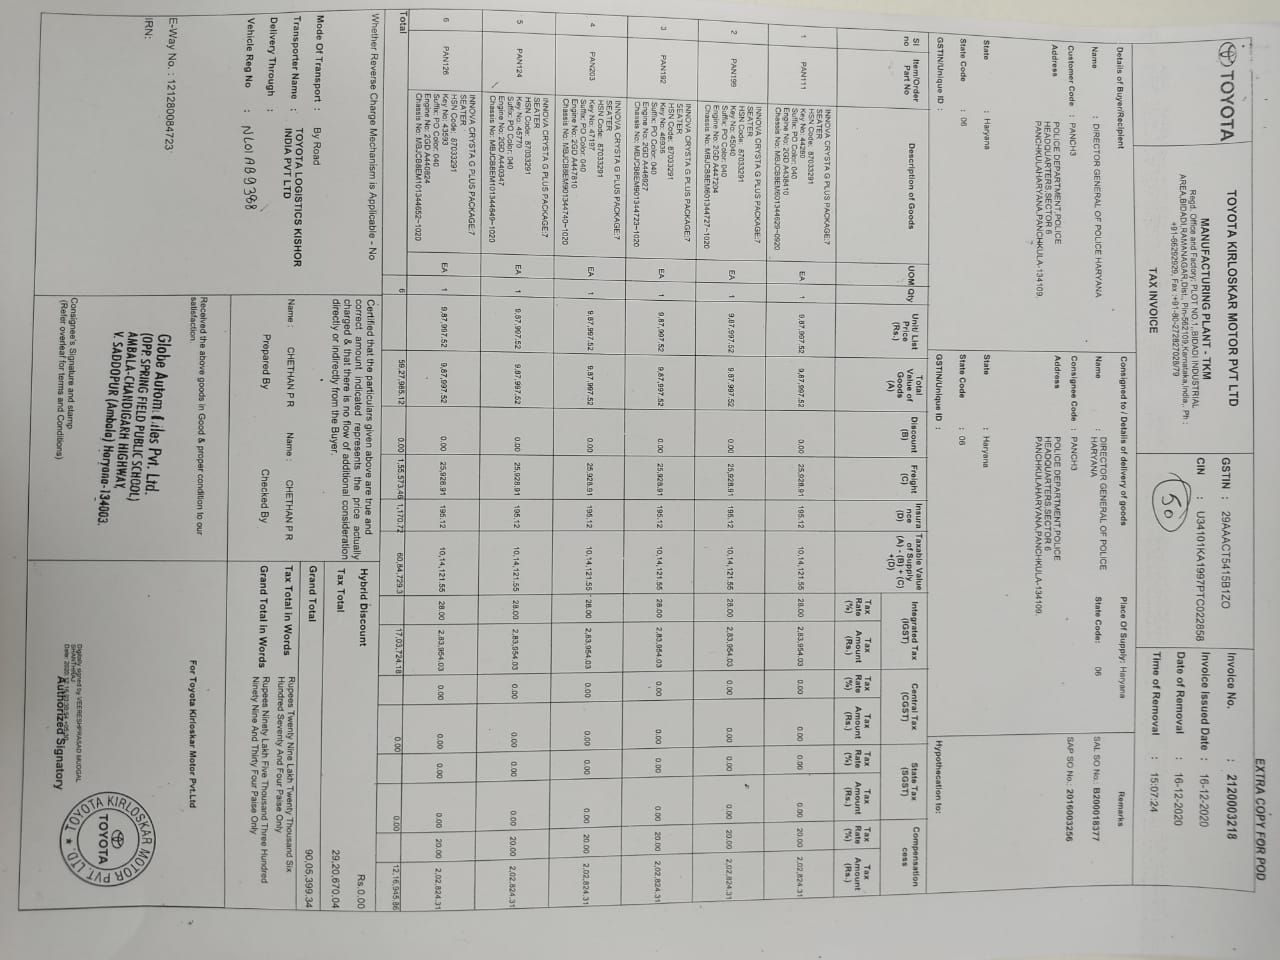 EXTRA COPY FOR POD
TOYOTA
TOYOTA KIRLOSKAR MOTOR PVT LTD
MANUFACTURING PLANT - TKM
Regd. Office and Factory: PLOT NO.1,,BIDADI INDUSTRIAL
AREA,BIDADI,RAMANAGAR,Dist., Pin-562109,Karnataka,India,. Ph :
+91-66292929, Fax :+91-80-272827028/79
TAX INVOICE
GSTIN : 29AAACT5415B1ZO
CIN : U34101KA1997PTC022858
50
Invoice No. : 2120003218
Invoice Issued Date : 16-12-2020
Date of Removal : 16-12-2020
Time of Removal : 15:07:24
Details of Buyer/Recipient
Name : DIRECTOR GENERAL OF POLICE HARYANA
Customer Code : PANCH3
Address POLICE DEPARTMENT,POLICE
HEADQUARTERS,SECTOR 6
PANCHKULAHARYANA,PANCHKULA-134109.
State : Haryana
State Code : 06
GSTIN/Unique ID :
Consigned to / Details of delivery of goods Place Of Supply: Haryana
Name : DIRECTOR GENERAL OF POLICE
HARYANA
State Code: 06
Consignee Code : PANCH3
Address POLICE DEPARTMENT,POLICE
HEADQUARTERS,SECTOR 6
PANCHKULAHARYANA,PANCHKULA-134109.
State : Haryana
State Code : 06
GSTIN/Unique ID :
Remarks
SAL SO No.: B200018377
SAP SO No.: 2016003256
Hypothecation to:
Sl no Item/Order Part No Description of Goods UOM Qty Unit/ List Price (Rs.) Total Value of Goods (A) Discount (B) Freight (C) Insurance (D) Taxable Value of Supply (A) - (B) + (C) +(D) Integrated Tax (IGST) Central Tax (CGST) State Tax (SGST) Compensation cess
Tax Rate (%) Tax Amount (Rs.) Tax Rate (%) Tax Amount (Rs.) Tax Rate (%) Tax Amount (Rs.) Tax Rate (%) Tax Amount (Rs.)
INNOVA CRYSTA G PLUS PACKAGE:7
SEATER
HSN Code: 87033291
1 PAN111 Key No: 44280 EA 1 9,87,997.52 9,87,997.52 0.00 25,928.91 195.12 10,14,121.55 28.00 2,83,954.03 0.00 0.00 0.00 0.00 20.00 2,02,824.31
Suffix: PO Color: 040
Engine No: 2GD A438410
Chassis No: MBJCB8EM601344629~0920
INNOVA CRYSTA G PLUS PACKAGE:7
SEATER
HSN Code: 87033291
2 PAN199 Key No: 45040 EA 1 9,87,997.52 9,87,997.52 0.00 25,928.91 195.12 10,14,121.55 28.00 2,83,954.03 0.00 0.00 0.00 0.00 20.00 2,02,824.31
Suffix: PO Color: 040
Engine No: 2GD A447204
Chassis No: MBJCB8EM601344727~1020
INNOVA CRYSTA G PLUS PACKAGE:7
SEATER
HSN Code: 87033291
3 PAN192 Key No: 46936 EA 1 9,87,997.52 9,87,997.52 0.00 25,928.91 195.12 10,14,121.55 28.00 2,83,954.03 0.00 0.00 0.00 0.00 20.00 2,02,824.31
Suffix: PO Color: 040
Engine No: 2GD A446927
Chassis No: MBJCB8EM901344723~1020
INNOVA CRYSTA G PLUS PACKAGE:7
SEATER
HSN Code: 87033291
4 PAN203 Key No: 47197 EA 1 9,87,997.52 9,87,997.52 0.00 25,928.91 195.12 10,14,121.55 28.00 2,83,954.03 0.00 0.00 0.00 0.00 20.00 2,02,824.31
Suffix: PO Color: 040
Engine No: 2GD A447810
Chassis No: MBJCB8EM901344740~1020
INNOVA CRYSTA G PLUS PACKAGE:7
SEATER
HSN Code: 87033291
5 PAN124 Key No: 45770 EA 1 9,87,997.52 9,87,997.52 0.00 25,928.91 195.12 10,14,121.55 28.00 2,83,954.03 0.00 0.00 0.00 0.00 20.00 2,02,824.31
Suffix: PO Color: 040
Engine No: 2GD A440347
Chassis No: MBJCB8EM101344649~1020
INNOVA CRYSTA G PLUS PACKAGE:7
SEATER
HSN Code: 87033291
6 PAN126 Key No: 43593 EA 1 9,87,997.52 9,87,997.52 0.00 25,928.91 195.12 10,14,121.55 28.00 2,83,954.03 0.00 0.00 0.00 0.00 20.00 2,02,824.31
Suffix: PO Color: 040
Engine No: 2GD A440824
Chassis No: MBJCB8EM101344652~1020
Total 6 59,27,985.12 0.00 1,55,573.46 1,170.72 60,84,729.3 17,03,724.18 0.00 0.00 12,16,945.86
Whether Reverse Charge Mechanism is Applicable - No
Mode Of Transport : By Road
Transporter Name : TOYOTA LOGISTICS KISHOR
INDIA PVT LTD
Delivery Through :
Vehicle Reg No : NL01AB9388
E-Way No. : 121280084723
IRN:
Certified that the particulars given above are true and
correct amount indicated represents the price actually
charged & that there is no flow of additional consideration
directly or indirectly from the Buyer.
Name : CHETHAN P R Name : CHETHAN P R
Prepared By Checked By
Hybrid Discount Rs.0.00
Tax Total 29,20,670.04
Grand Total 90,05,399.34
Tax Total in Words Rupees Twenty Nine Lakh Twenty Thousand Six
Hundred Seventy And Four Paise Only
Grand Total in Words Rupees Ninety Lakh Five Thousand Three Hundred
Ninety Nine And Thirty Four Paise Only
Received the above goods in Good & proper condition to our
satisfaction.
Globe Automobiles Pvt. Ltd.
(OPP. SPRING FIELD PUBLIC SCHOOL)
AMBALA-CHANDIGARH HIGHWAY,
V. SADDOPUR (Ambala) Haryana-134003.
Consignee's Signature and stamp
(Refer overleaf for terms and Conditions)
For Toyota Kirloskar Motor Pvt.Ltd
TOYOTA KIRLOSKAR MOTOR PVT. LTD.
TOYOTA
Digitally signed by VEERESHPRASAD MUDGAL
SHANTHRAJ
Authorized Signatory